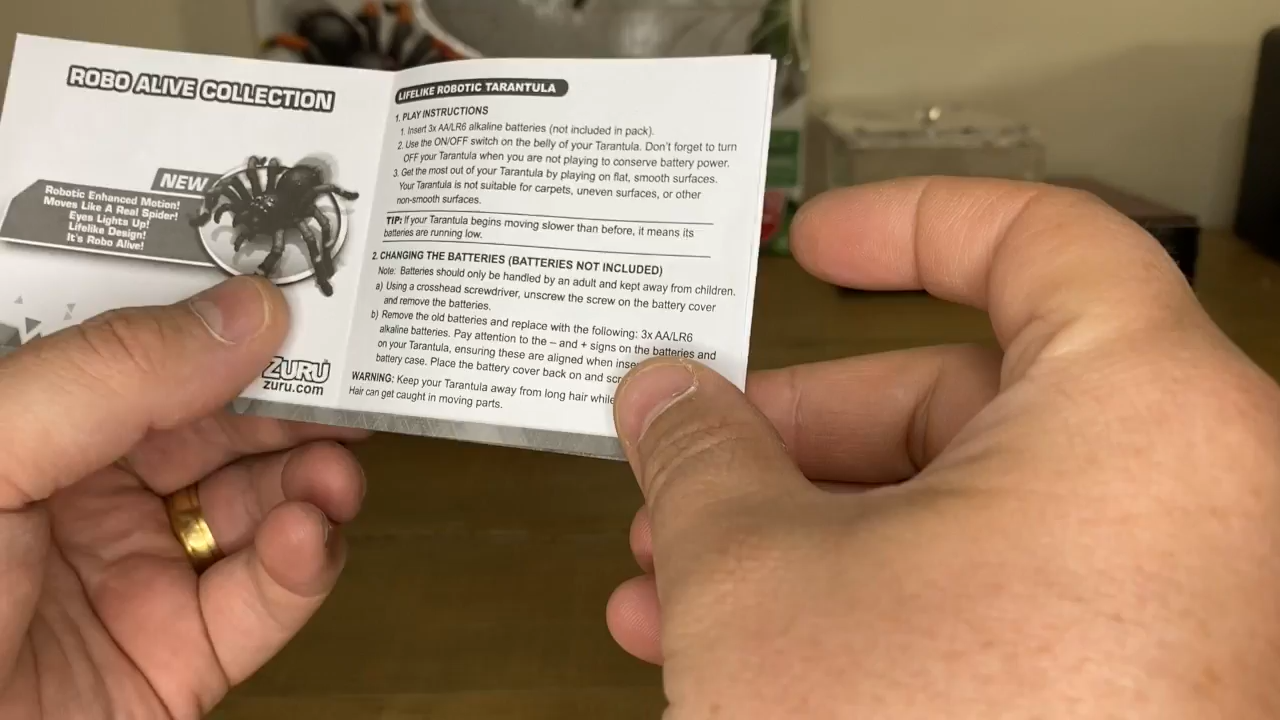 ROBO ALIVE COLLECTION
NEW
Robotic Enhanced Motion!
Moves Like A Real Spider!
Eyes Lights Up!
Lifelike Design!
It's Robo Alive!
ZURU
zuru.com
LIFELIKE ROBOTIC TARANTULA
1. PLAY INSTRUCTIONS
1. Insert 3x AA/LR6 alkaline batteries (not included in pack).
2. Use the ON/OFF switch on the belly of your Tarantula. Don't forget to turn
OFF your Tarantula when you are not playing to conserve battery power.
3. Get the most out of your Tarantula by playing on flat, smooth surfaces.
Your Tarantula is not suitable for carpets, uneven surfaces, or other
non-smooth surfaces.
TIP: If your Tarantula begins moving slower than before, it means its
batteries are running low.
2. CHANGING THE BATTERIES (BATTERIES NOT INCLUDED)
Note: Batteries should only be handled by an adult and kept away from children.
a) Using a crosshead screwdriver, unscrew the screw on the battery cover
and remove the batteries.
b) Remove the old batteries and replace with the following: 3x AA/LR6
alkaline batteries. Pay attention to the – and + signs on the batteries and
on your Tarantula, ensuring these are aligned when
battery case. Place the battery cover back on and
WARNING: Keep your Tarantula away from long hair while
Hair can get caught in moving parts.